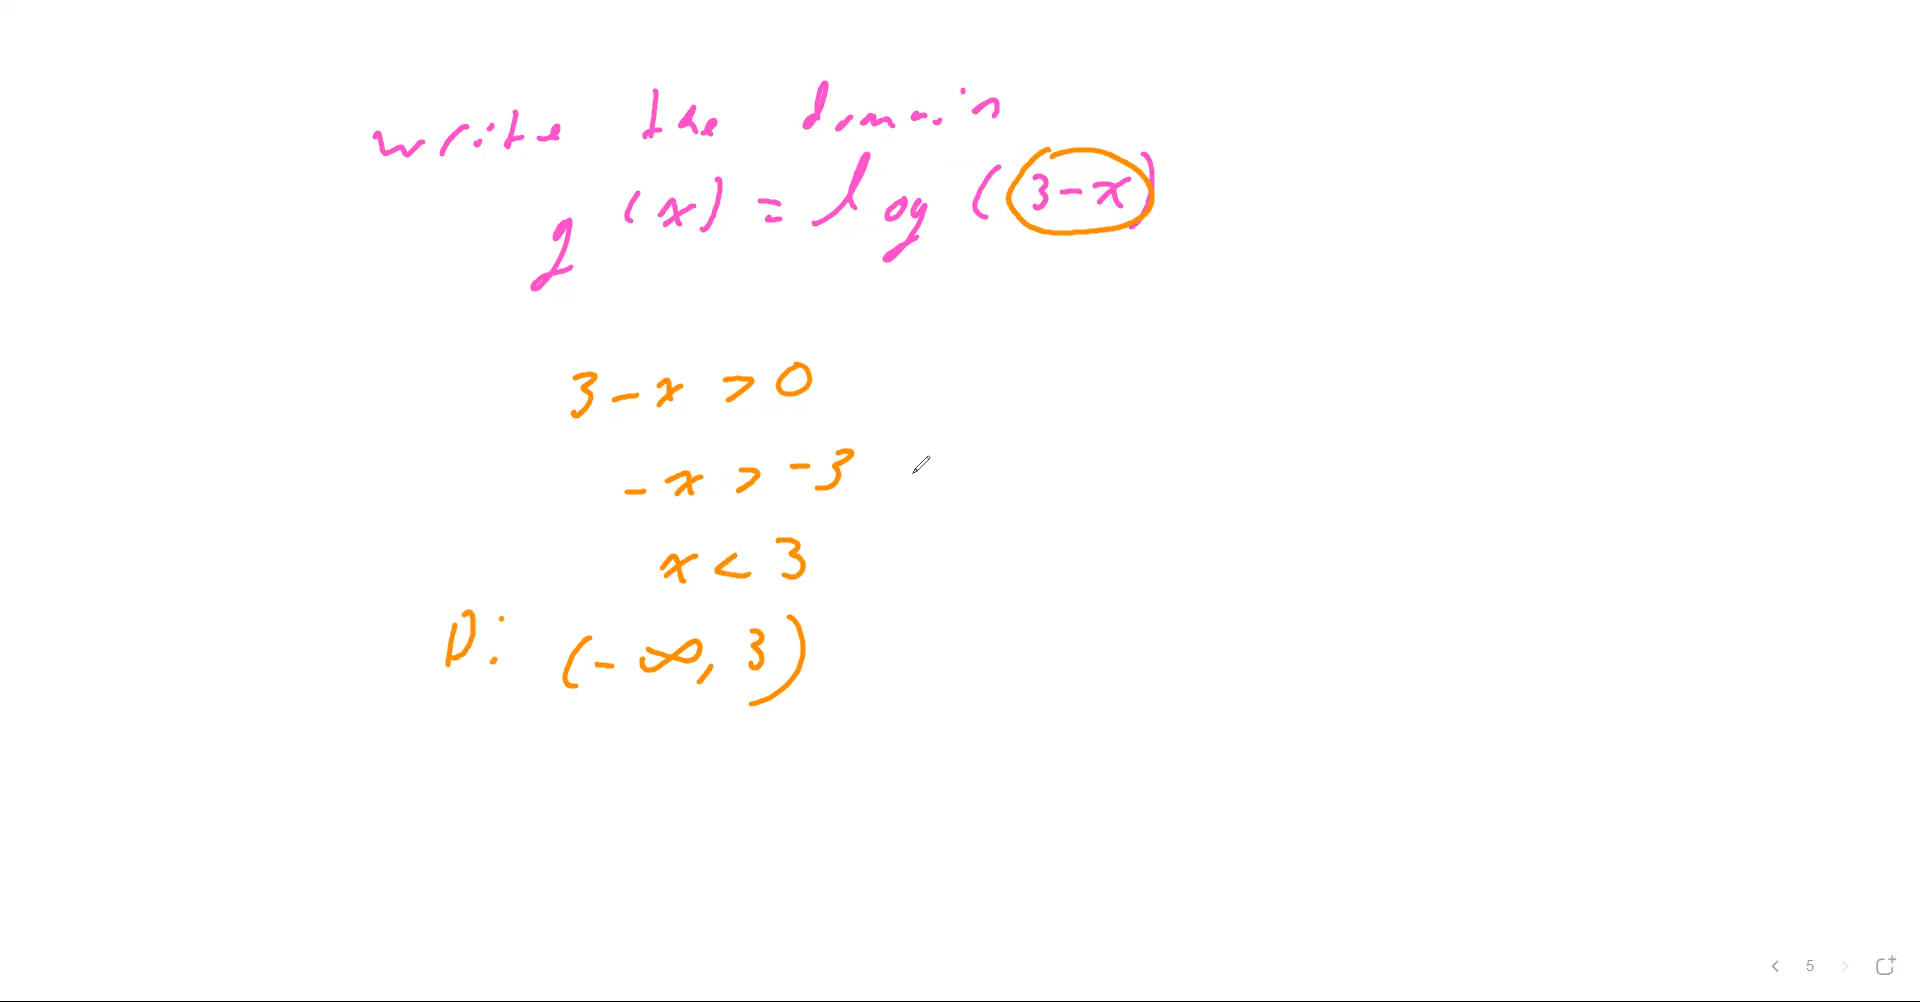 write the domain
g(x) = log(3-x)
3-x > 0
-x > -3
x < 3
D: (-∞, 3)
5